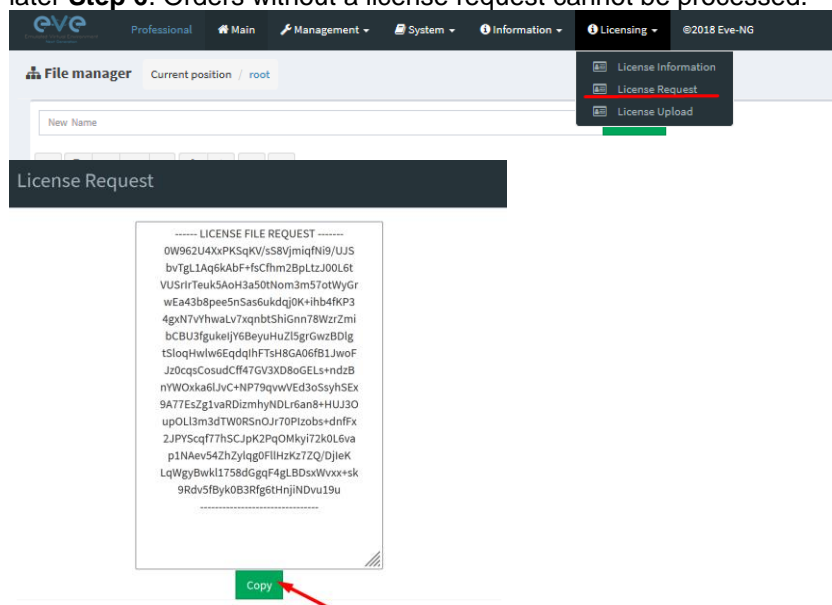 later Step 6. Orders without a license request cannot be processed.
eve
Professional Main Management System Information Licensing ©2018 Eve-NG
File manager Current position / root
License Information
License Request
License Upload
New Name
License Request
------ LICENSE FILE REQUEST -------
0W962U4XxPKSqKV/sS8VjmiqfNi9/UJS
bvTgL1Aq6kAbF+fsCfhm2BpLtzJ00L6t
VUSrIrTeuk5AoH3a50tNom3m57otWyGr
wEa43b8pee5nSas6ukdqj0K+ihb4fKP3
4gxN7vYhwaLv7xqnbtShiGnn78WzrZmi
bCBU3fgukeIjY6BeyuHuZl5grGwzBDlg
tSloqHwlw6EqdqIhFTsH8GA06fB1JwoF
Jz0cqsCosudCff47GV3XD8oGELs+ndzB
nYWOxka6lJvC+NP79qvwVEd3oSsyhSEx
9A77EsZg1vaRDizmhyNDLr6an8+HUJ3O
upOLl3m3dTW0RSnOJr70PIzobs+dnfFx
2JPYScqf77hSCJpK2PqOMkyi72k0L6va
p1NAev54ZhZylqg0FllHzKz7ZQ/DjIeK
LqWgyBwkl1758dGgqF4gLBDsxWvxx+sk
9Rdv5fByk0B3Rfg6tHnjiNDvu19u
--------------------------------
Copy